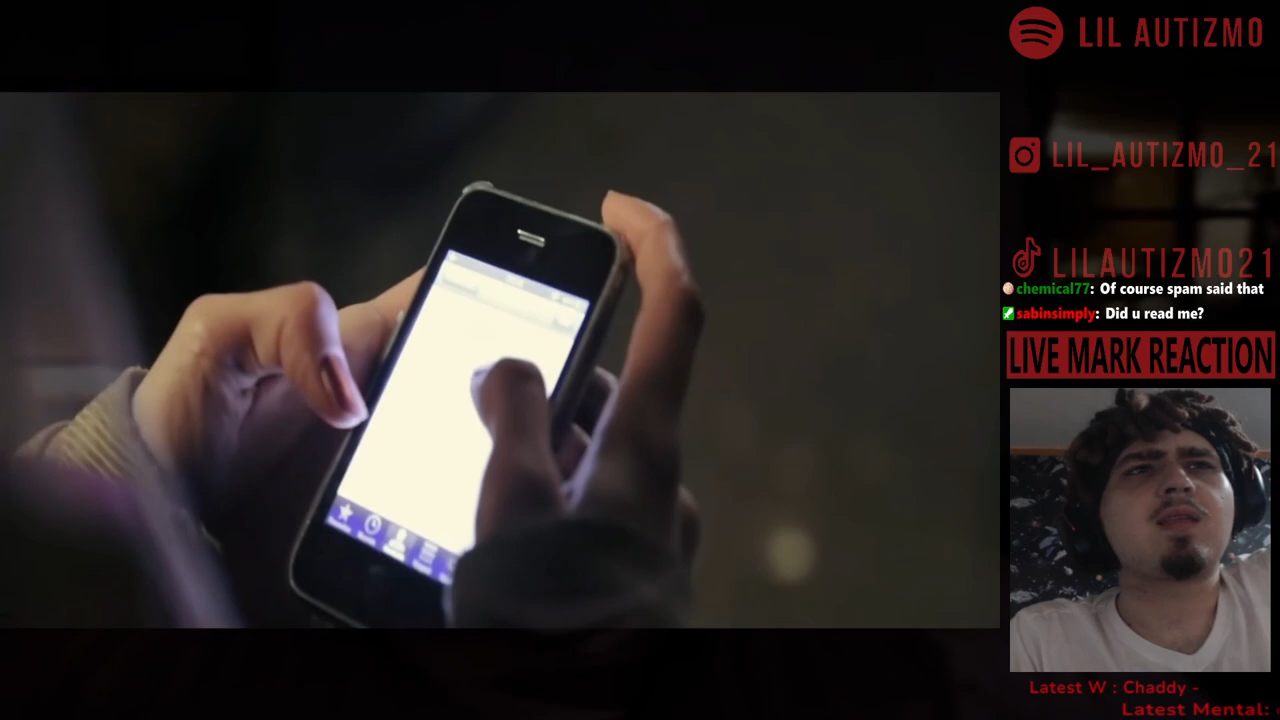 LIL AUTIZMO
LIL_AUTIZMO_21
LILAUTIZMO21
chemical77: Of course spam said that
sabinsimply: Did u read me?
LIVE MARK REACTION
Latest W : Chaddy -
Latest Mental: